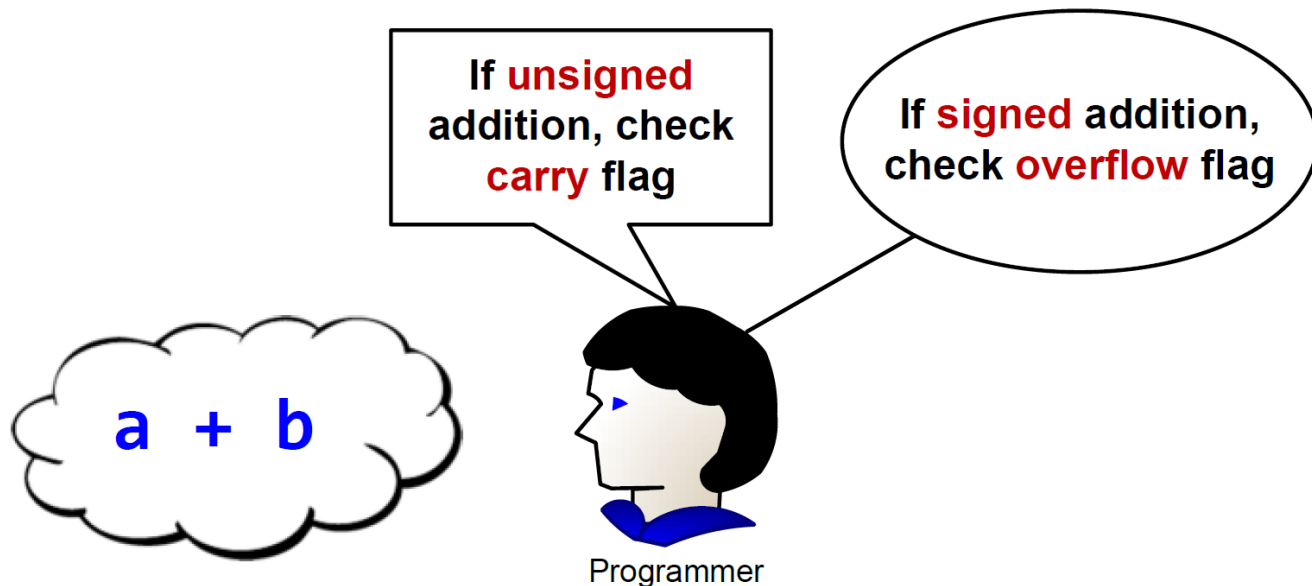 If unsigned
addition, check
carry flag
If signed addition,
check overflow flag
a + b
Programmer